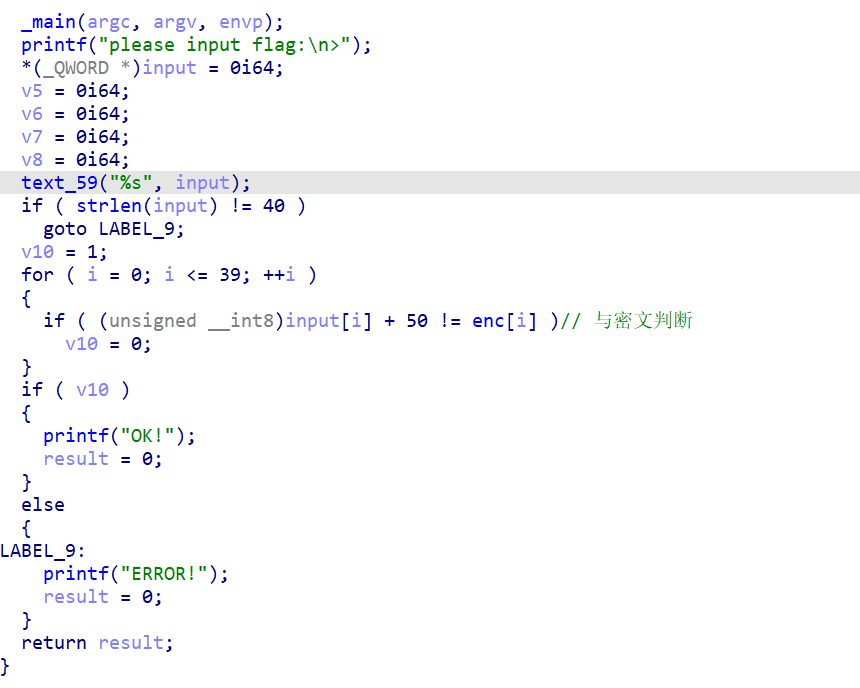 _main(argc, argv, envp);
printf("please input flag:\n>");
*(_QWORD *)input = 0i64;
v5 = 0i64;
v6 = 0i64;
v7 = 0i64;
v8 = 0i64;
text_59("%s", input);
if ( strlen(input) != 40 )
goto LABEL_9;
v10 = 1;
for ( i = 0; i <= 39; ++i )
{
if ( (unsigned __int8)input[i] + 50 != enc[i] )// 与密文判断
v10 = 0;
}
if ( v10 )
{
printf("OK!");
result = 0;
}
else
{
LABEL_9:
printf("ERROR!");
result = 0;
}
return result;
}